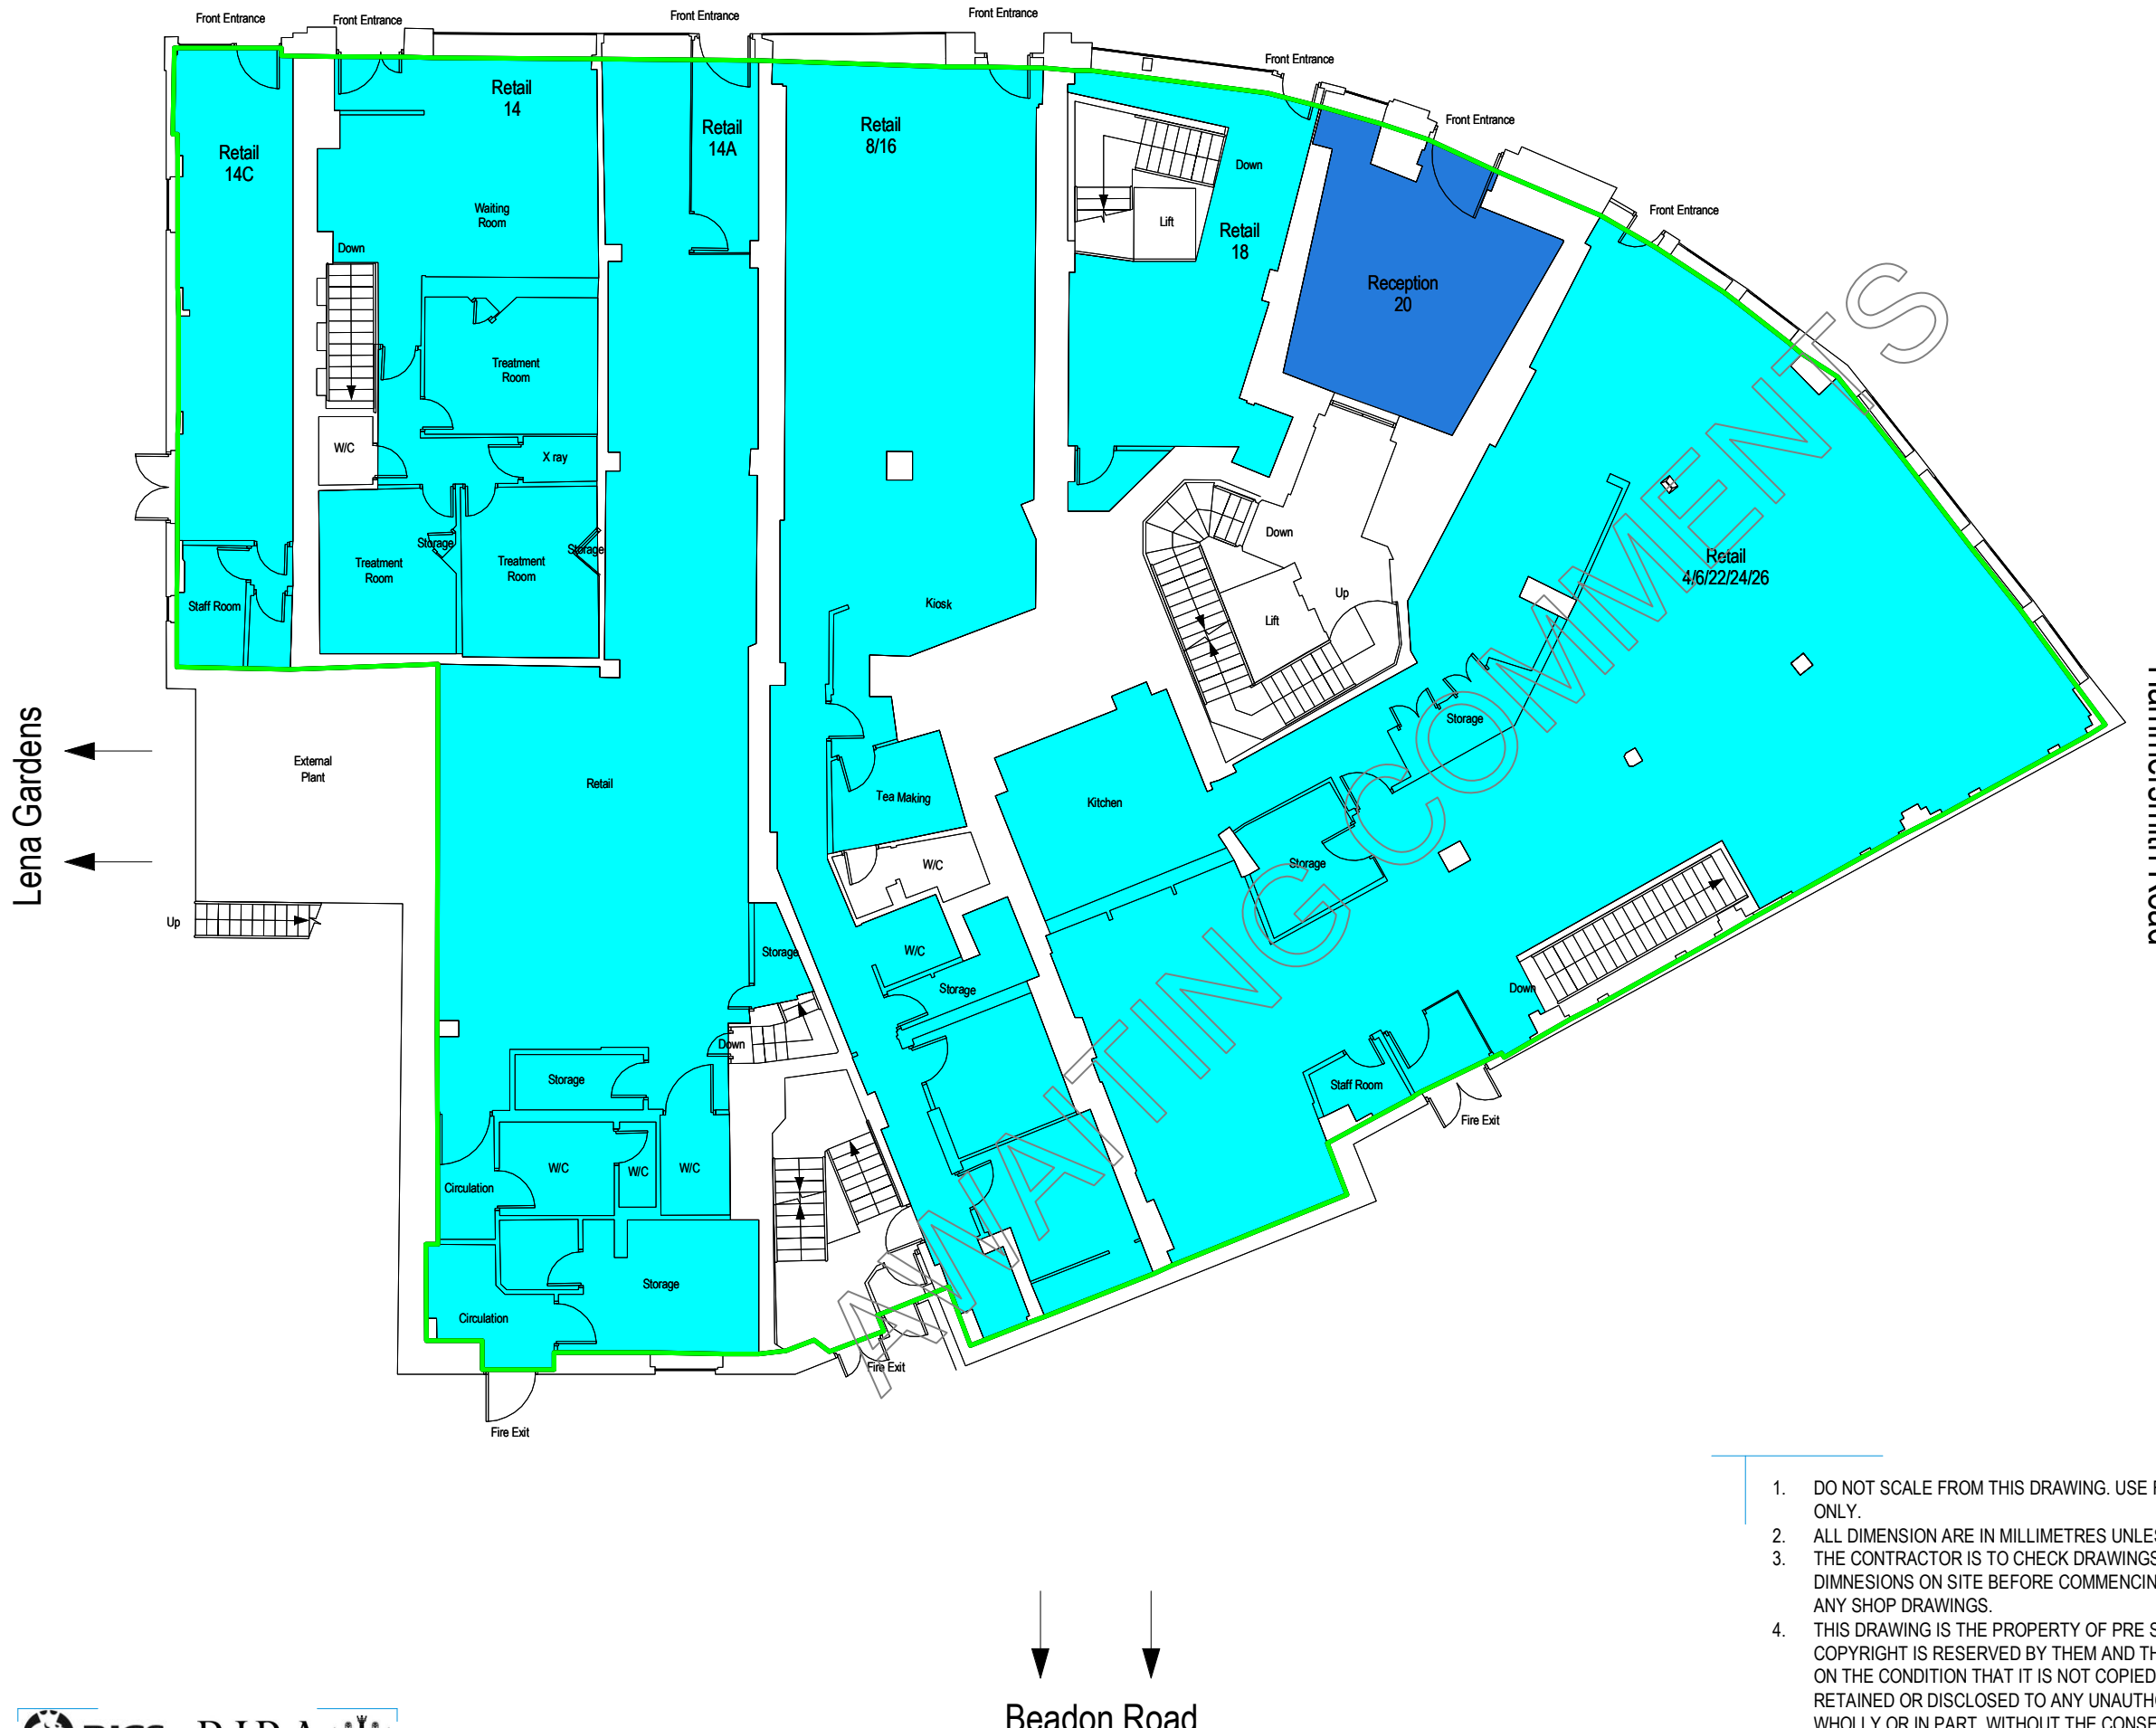 Front Entrance
Front Entrance
Front Entrance
Front Entrance
Front Entrance
Front Entrance
Front Entrance
Retail
14C
Retail
14
Retail
14A
Retail
8/16
Down
Lift
Retail
18
Reception
20
Waiting
Room
Down
Treatment
Room
W/C
X ray
Storage
Storage
Treatment
Room
Treatment
Room
Staff Room
Kiosk
Down
Up
Lift
Retail
4/6/22/24/26
Storage
Lena Gardens
External
Plant
Retail
Tea Making
Kitchen
W/C
Storage
Up
W/C
Storage
Storage
Down
Down
Storage
Staff Room
Fire Exit
W/C
W/C
W/C
Circulation
Storage
Circulation
Fire Exit
Fire Exit
AWAITING COMMENTS
1. DO NOT SCALE FROM THIS DRAWING. USE
ONLY.
2. ALL DIMENSION ARE IN MILLIMETRES
3. THE CONTRACTOR IS TO CHECK DRAWINGS
DIMNESIONS ON SITE BEFORE
ANY SHOP DRAWINGS.
4. THIS DRAWING IS THE PROPERTY OF PRE
COPYRIGHT IS RESERVED BY THEM AND
ON THE CONDITION THAT IT IS NOT COPIED
RETAINED OR DISCLOSED TO ANY
WHOLLY OR IN PART, WITHOUT THE
Beadon Road